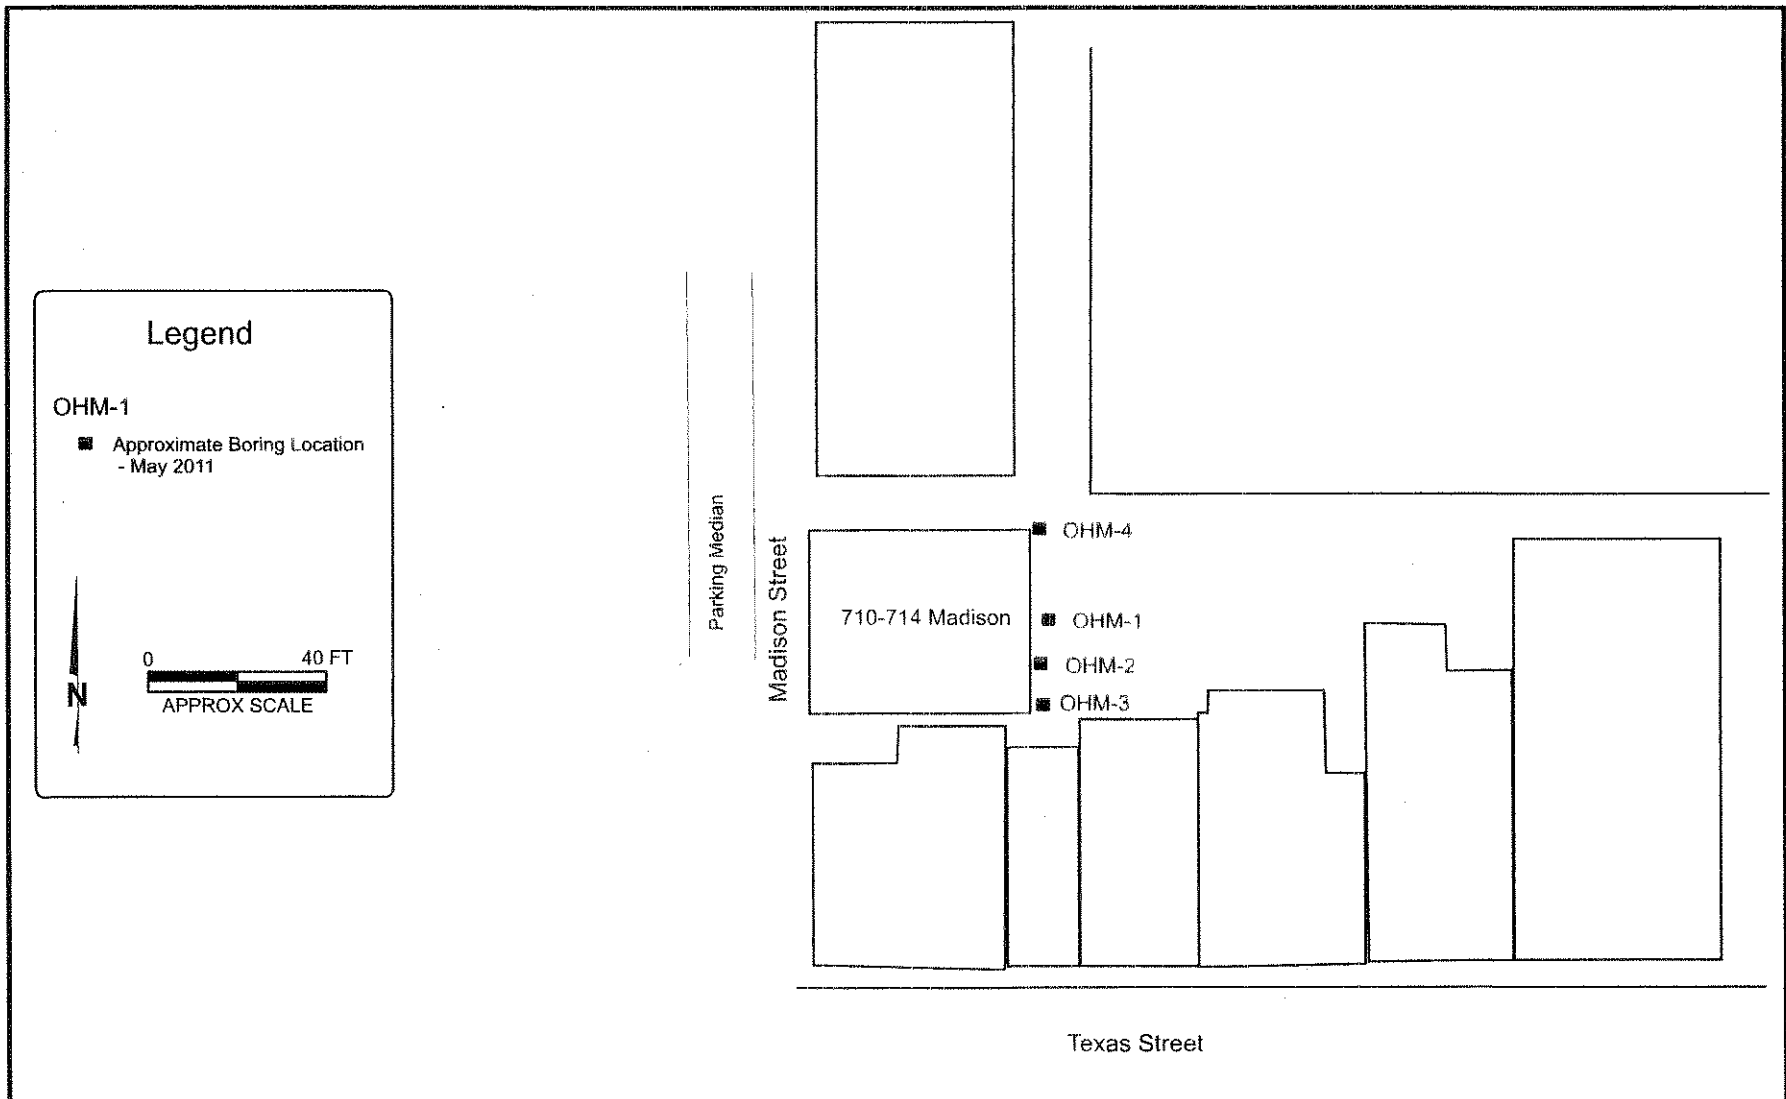 Legend
OHM-1
Approximate Boring Location
- May 2011
0 40 FT
APPROX SCALE
N
Parking Median
Madison Street
710-714 Madison
OHM-4
OHM-1
OHM-2
OHM-3
Texas Street